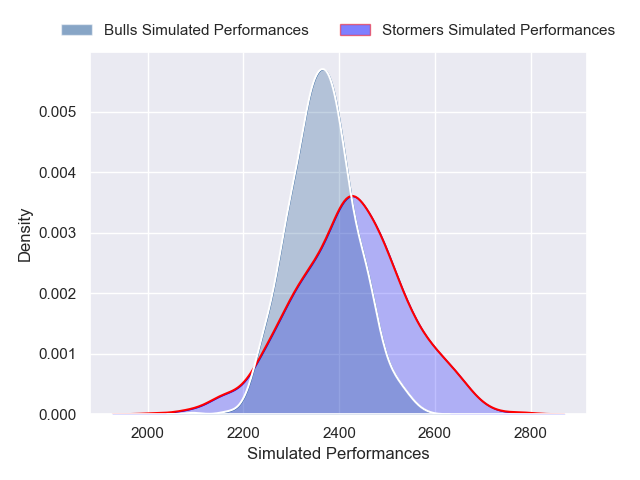 Bulls Simulated Performances
Stormers Simulated Performances
Density
0.005
0.004
0.003
0.002
0.001
0.000
2000 2200 2400 2600 2800
Simulated Performances